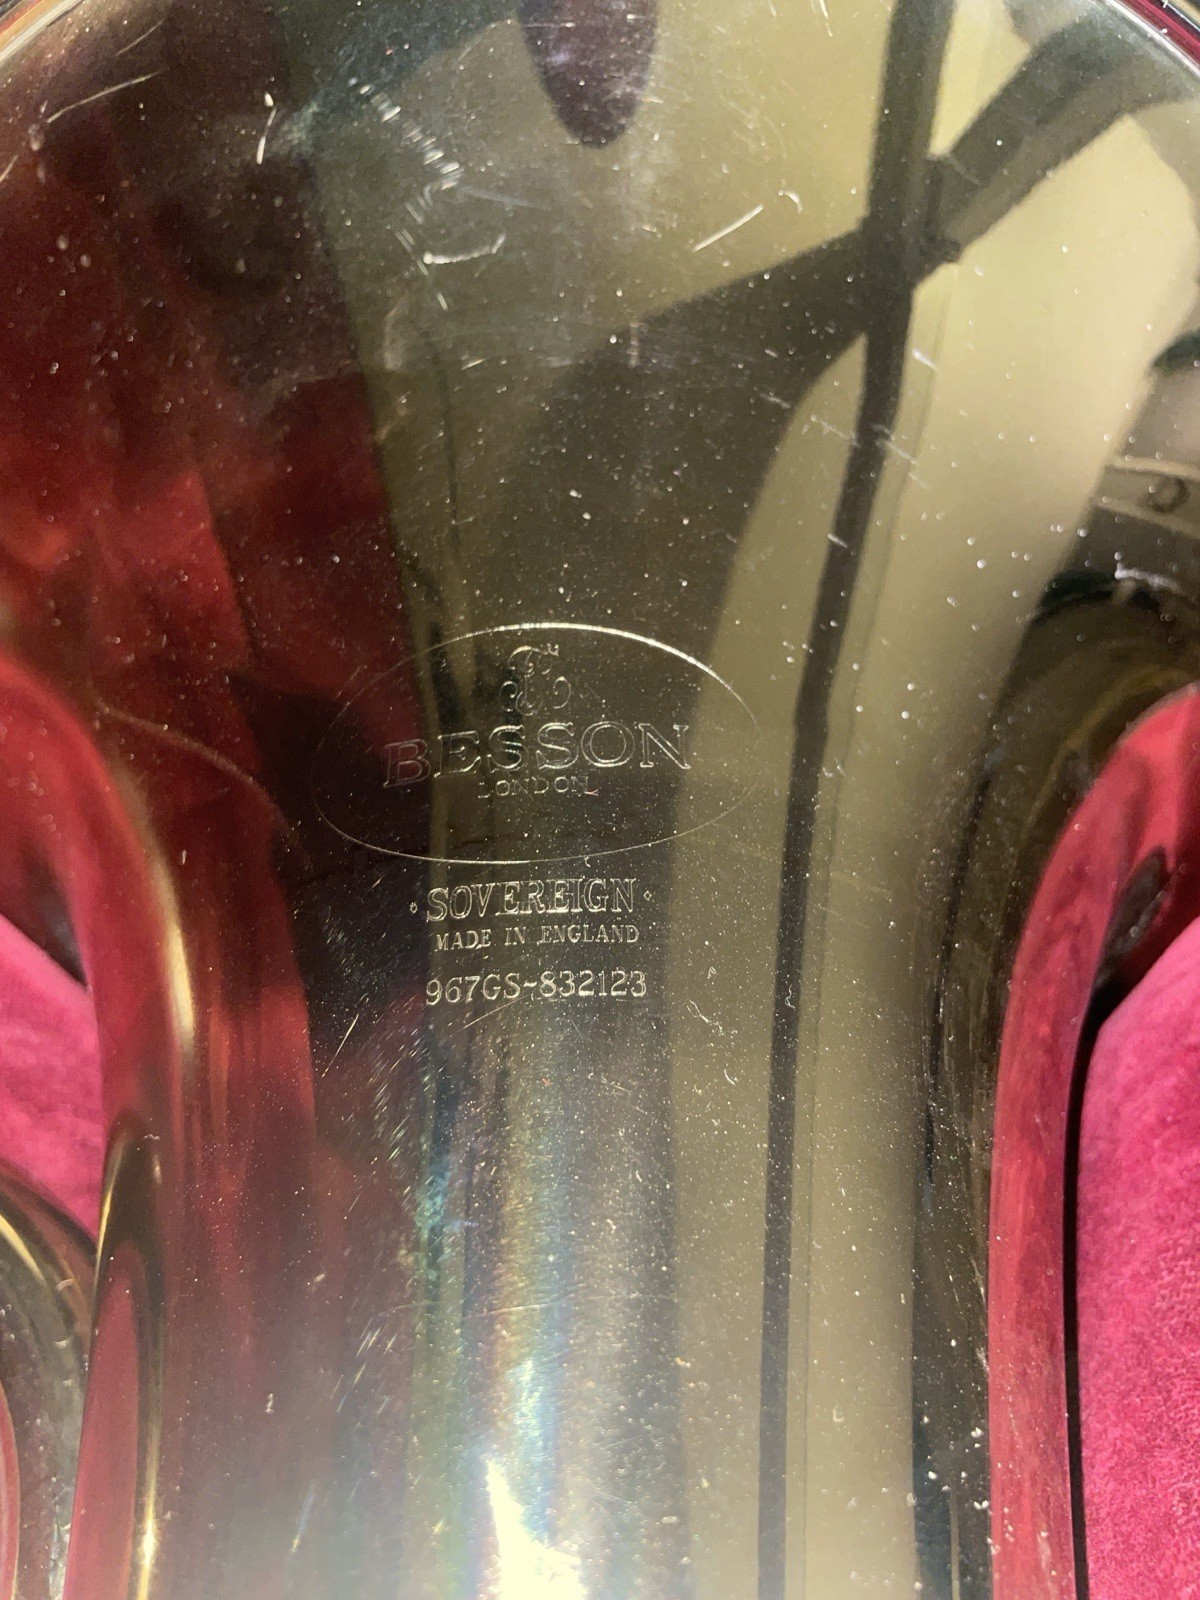 BESSON
LONDON
·SOVEREIGN·
MADE IN ENGLAND
967GS-832123